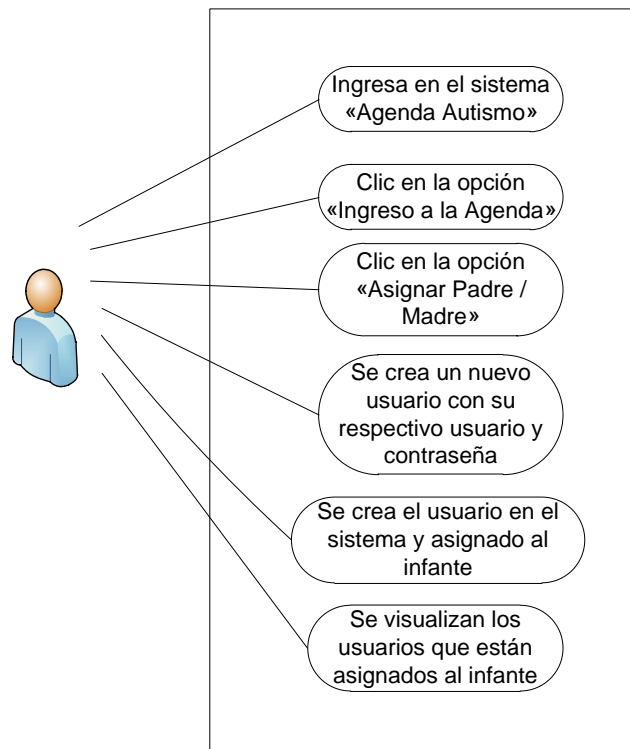 Ingresa en el sistema
«Agenda Autismo»
Clic en la opción
«Ingreso a la Agenda»
Clic en la opción
«Asignar Padre /
Madre»
Se crea un nuevo
usuario con su
respectivo usuario y
contraseña
Se crea el usuario en el
sistema y asignado al
infante
Se visualizan los
usuarios que están
asignados al infante